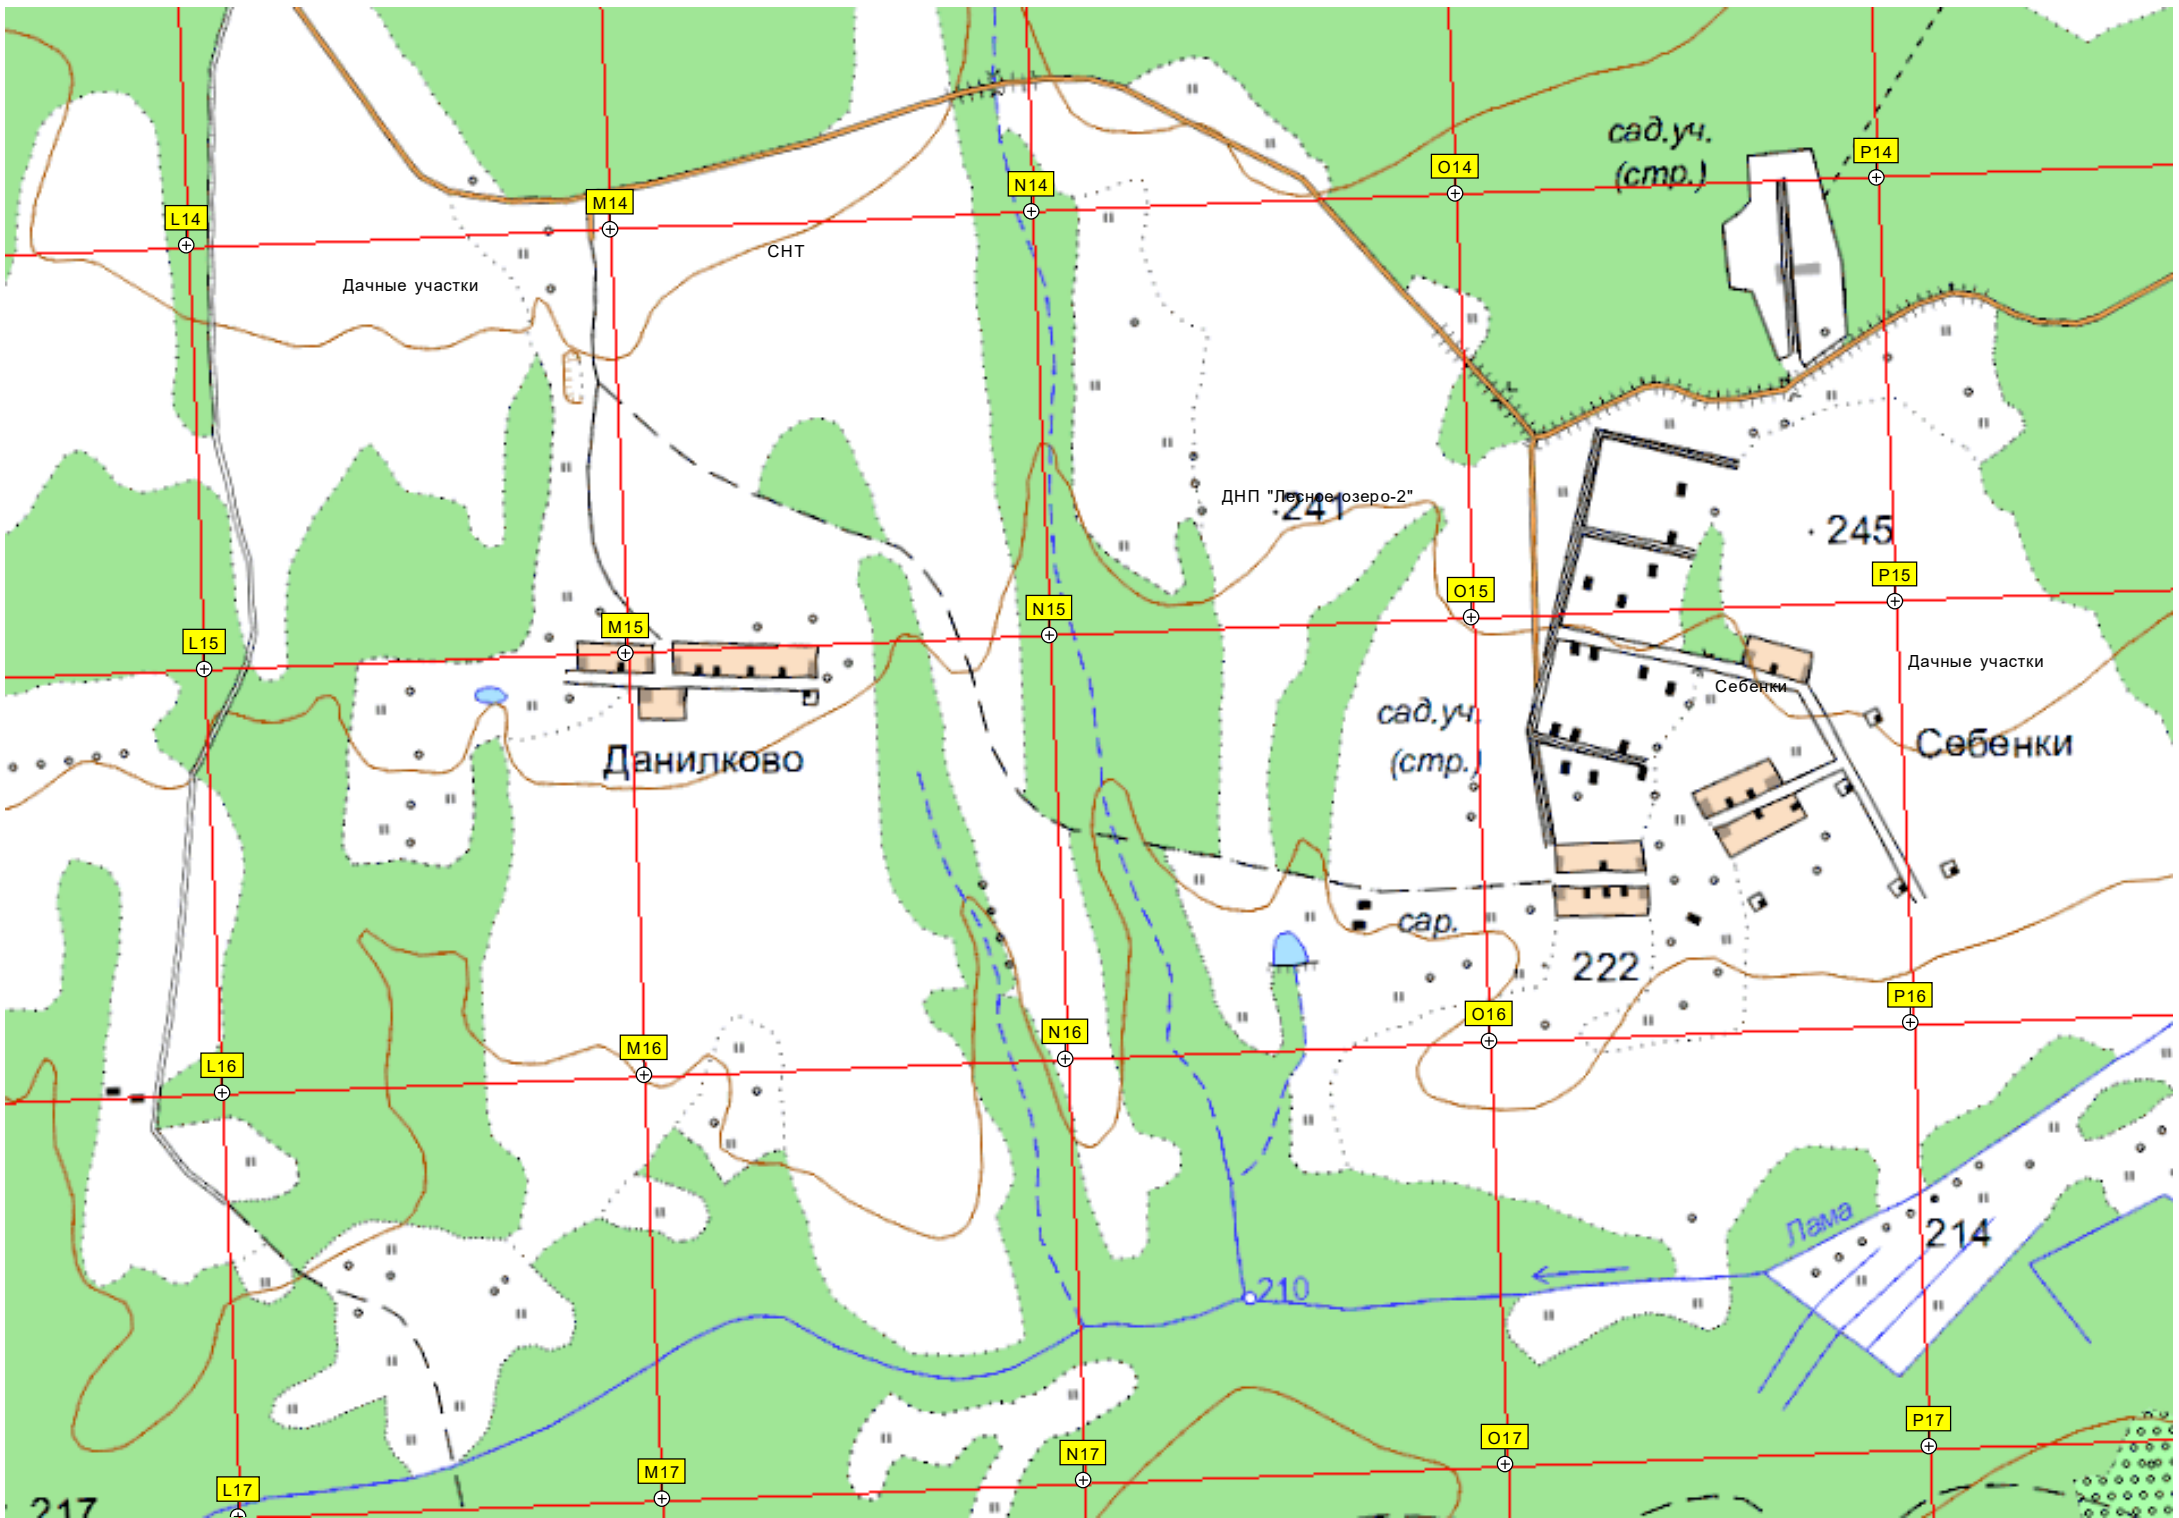 сад.уч.
(стр.)
P14
O14
N14
M14
L14
СНТ
Дачные участки
ДНП "Лесное озеро-2"
241
245
P15
O15
N15
M15
L15
Дачные участки
Себенки
сад.уч.
(стр.)
Себенки
Данилково
сар.
222
P16
O16
N16
M16
L16
Лама
214
210
P17
O17
N17
M17
L17
217